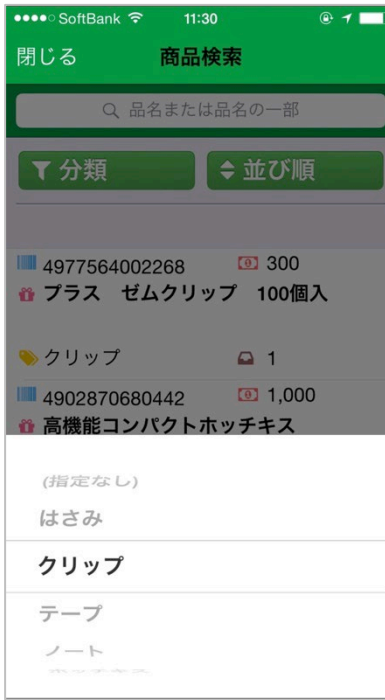 SoftBank 11:30
閉じる 商品検索
品名または品名の一部
分類 並び順
4977564002268 300
プラス ゼムクリップ 100個入
クリップ 1
4902870680442 1,000
高機能コンパクトホッチキス
(指定なし)
はさみ
クリップ
テープ
ノート